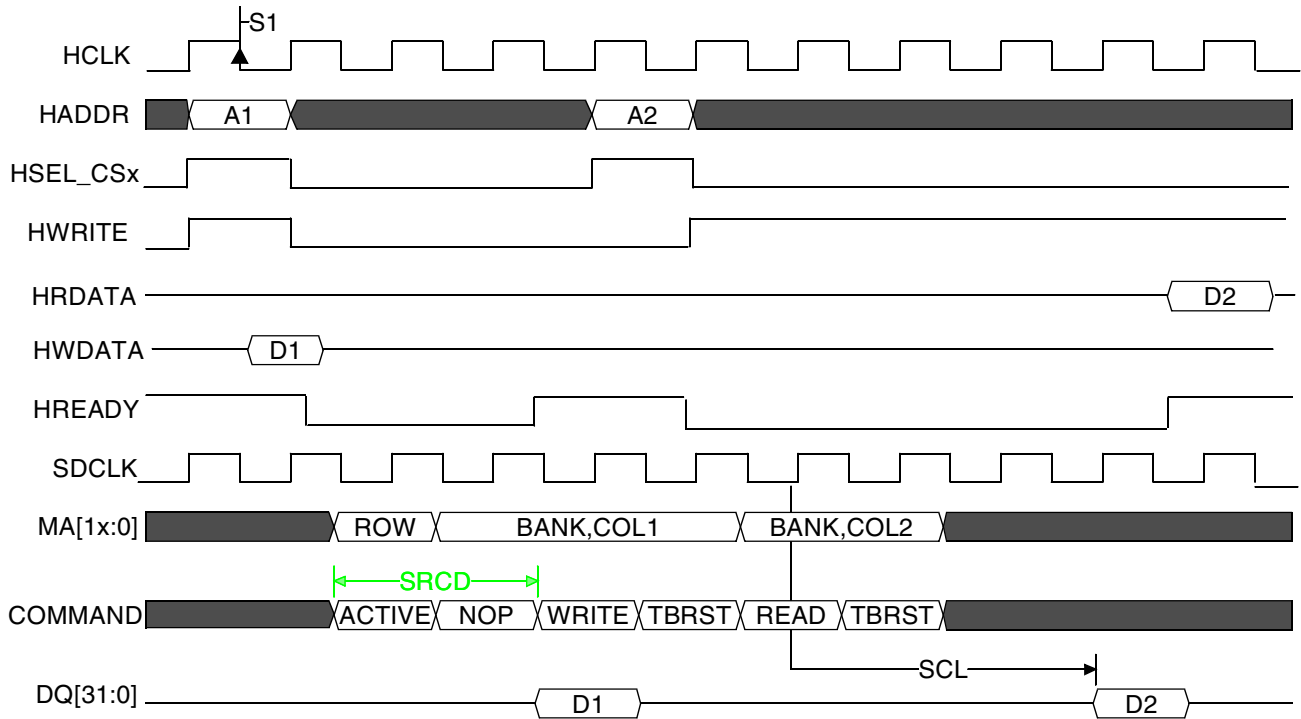 S1
HCLK
HADDR A1 A2
HSEL_CSx
HWRITE
HRDATA D2
HWDATA D1
HREADY
SDCLK
MA[1x:0] ROW BANK,COL1 BANK,COL2
SRCD
COMMAND ACTIVE NOP WRITE TBRST READ TBRST
SCL
DQ[31:0] D1 D2